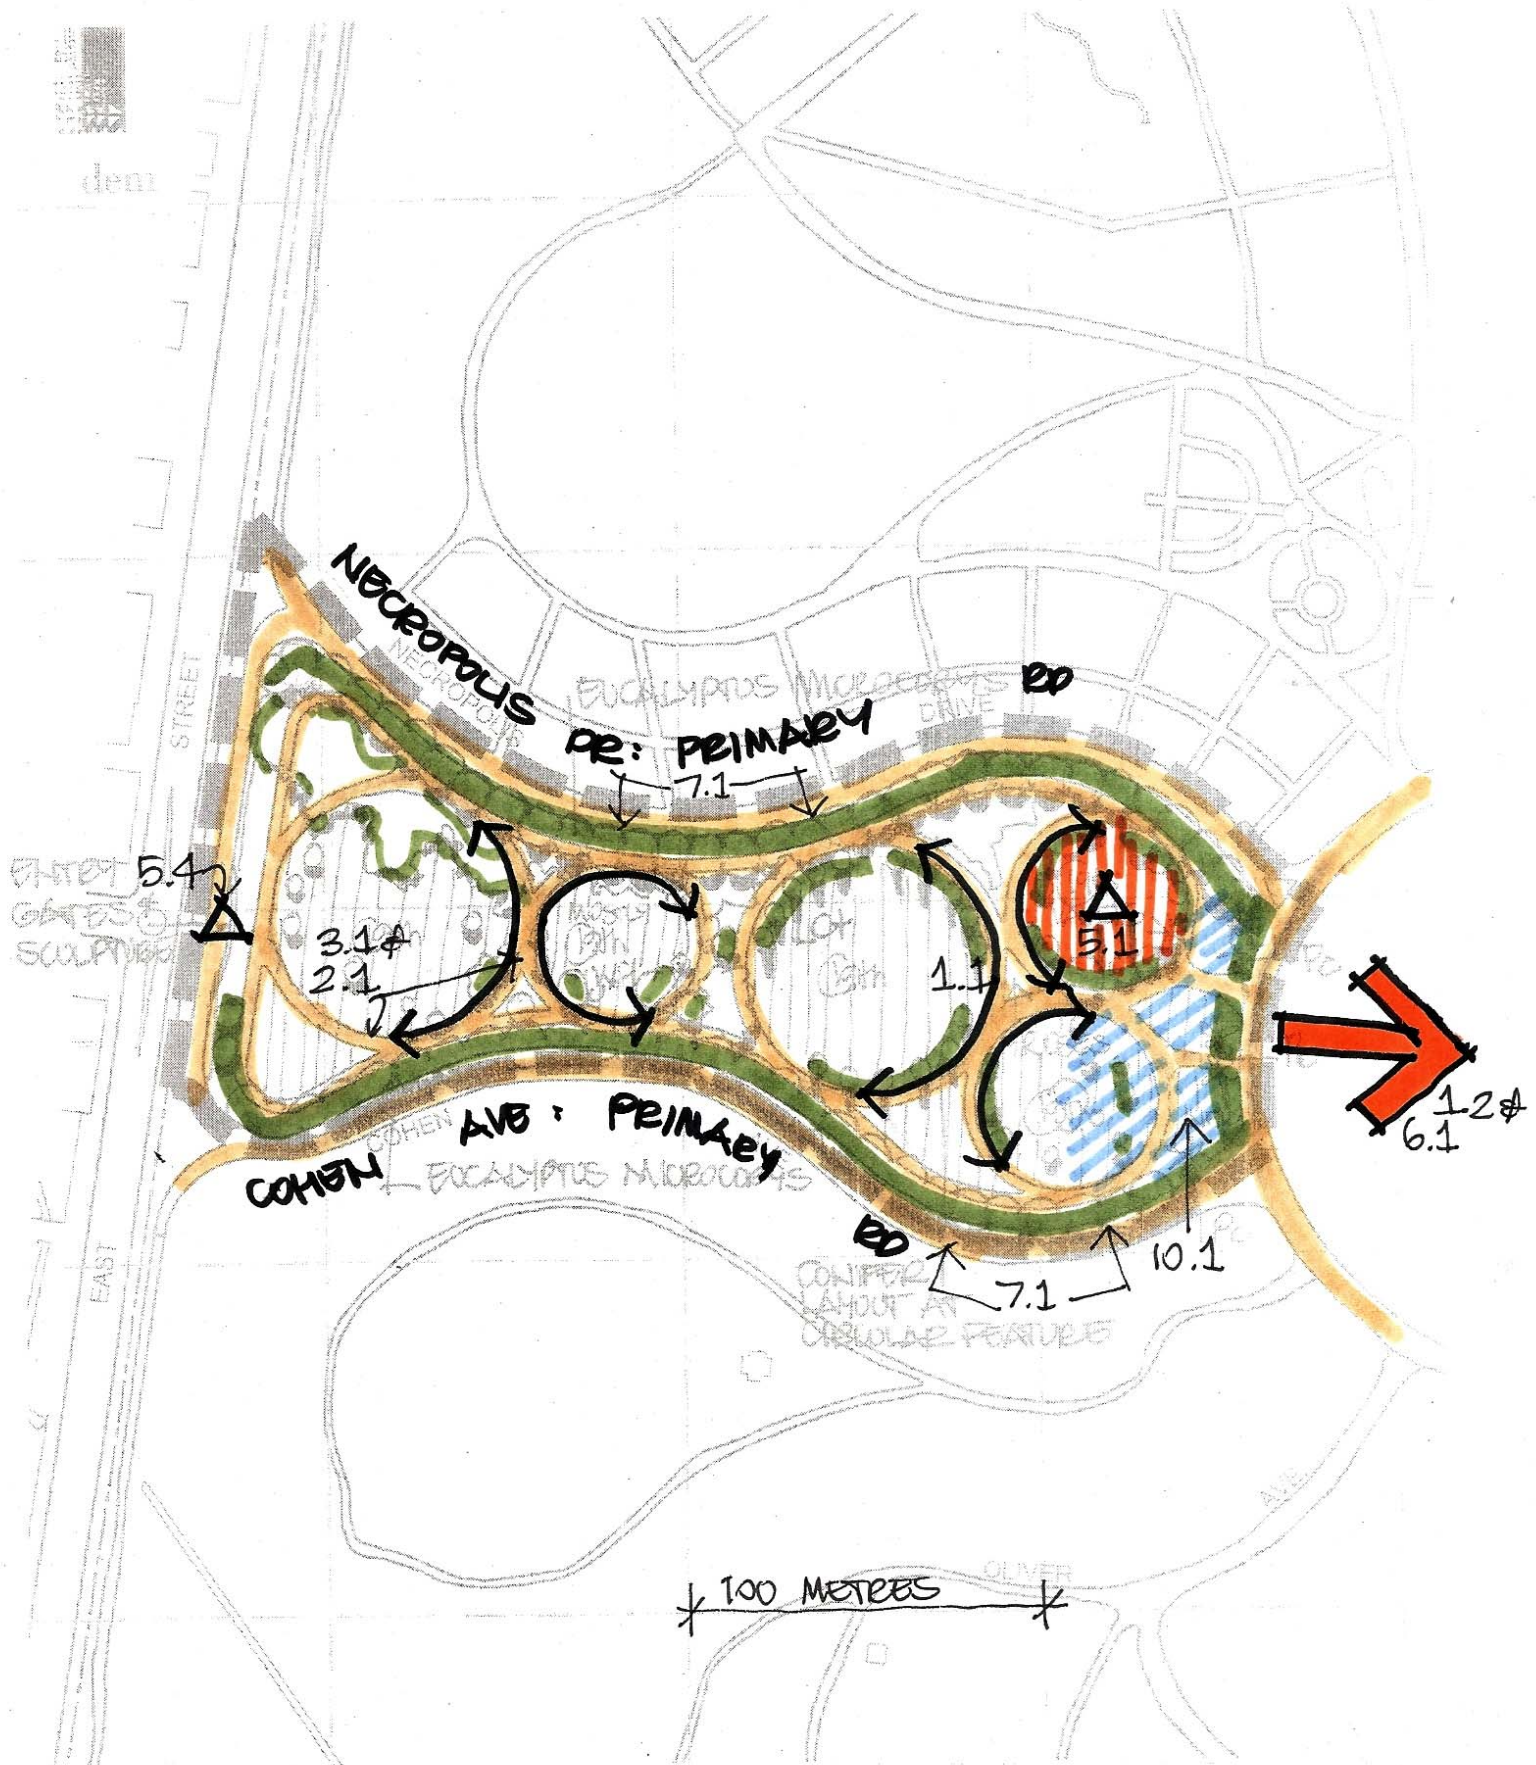 dem
STREET
NECROPOLIS
NECROPOLIS
EUCALYPTUS MICROCORYS
DRIVE
RD
DR: PRIMARY
7.1
ENTRY
GATES &
SCULPTURE
5.4
3.1 &
2.1
1.1
5.1
1.2 &
6.1
COHEN
COHEN AVE: PRIMARY
EUCALYPTUS MICROCORYS
RD
10.1
7.1
CONIFER
LAYOUT AT
CIRCULAR FEATURE
EAST
AVE
OLIVER
100 METRES